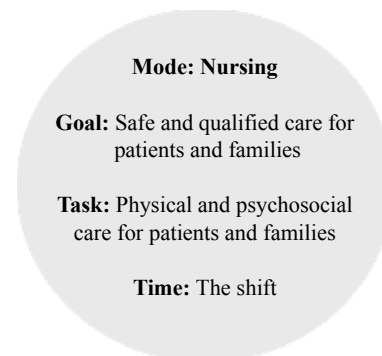 Mode: Nursing
Goal: Safe and qualified care for
patients and families
Task: Physical and psychosocial
care for patients and families
Time: The shift